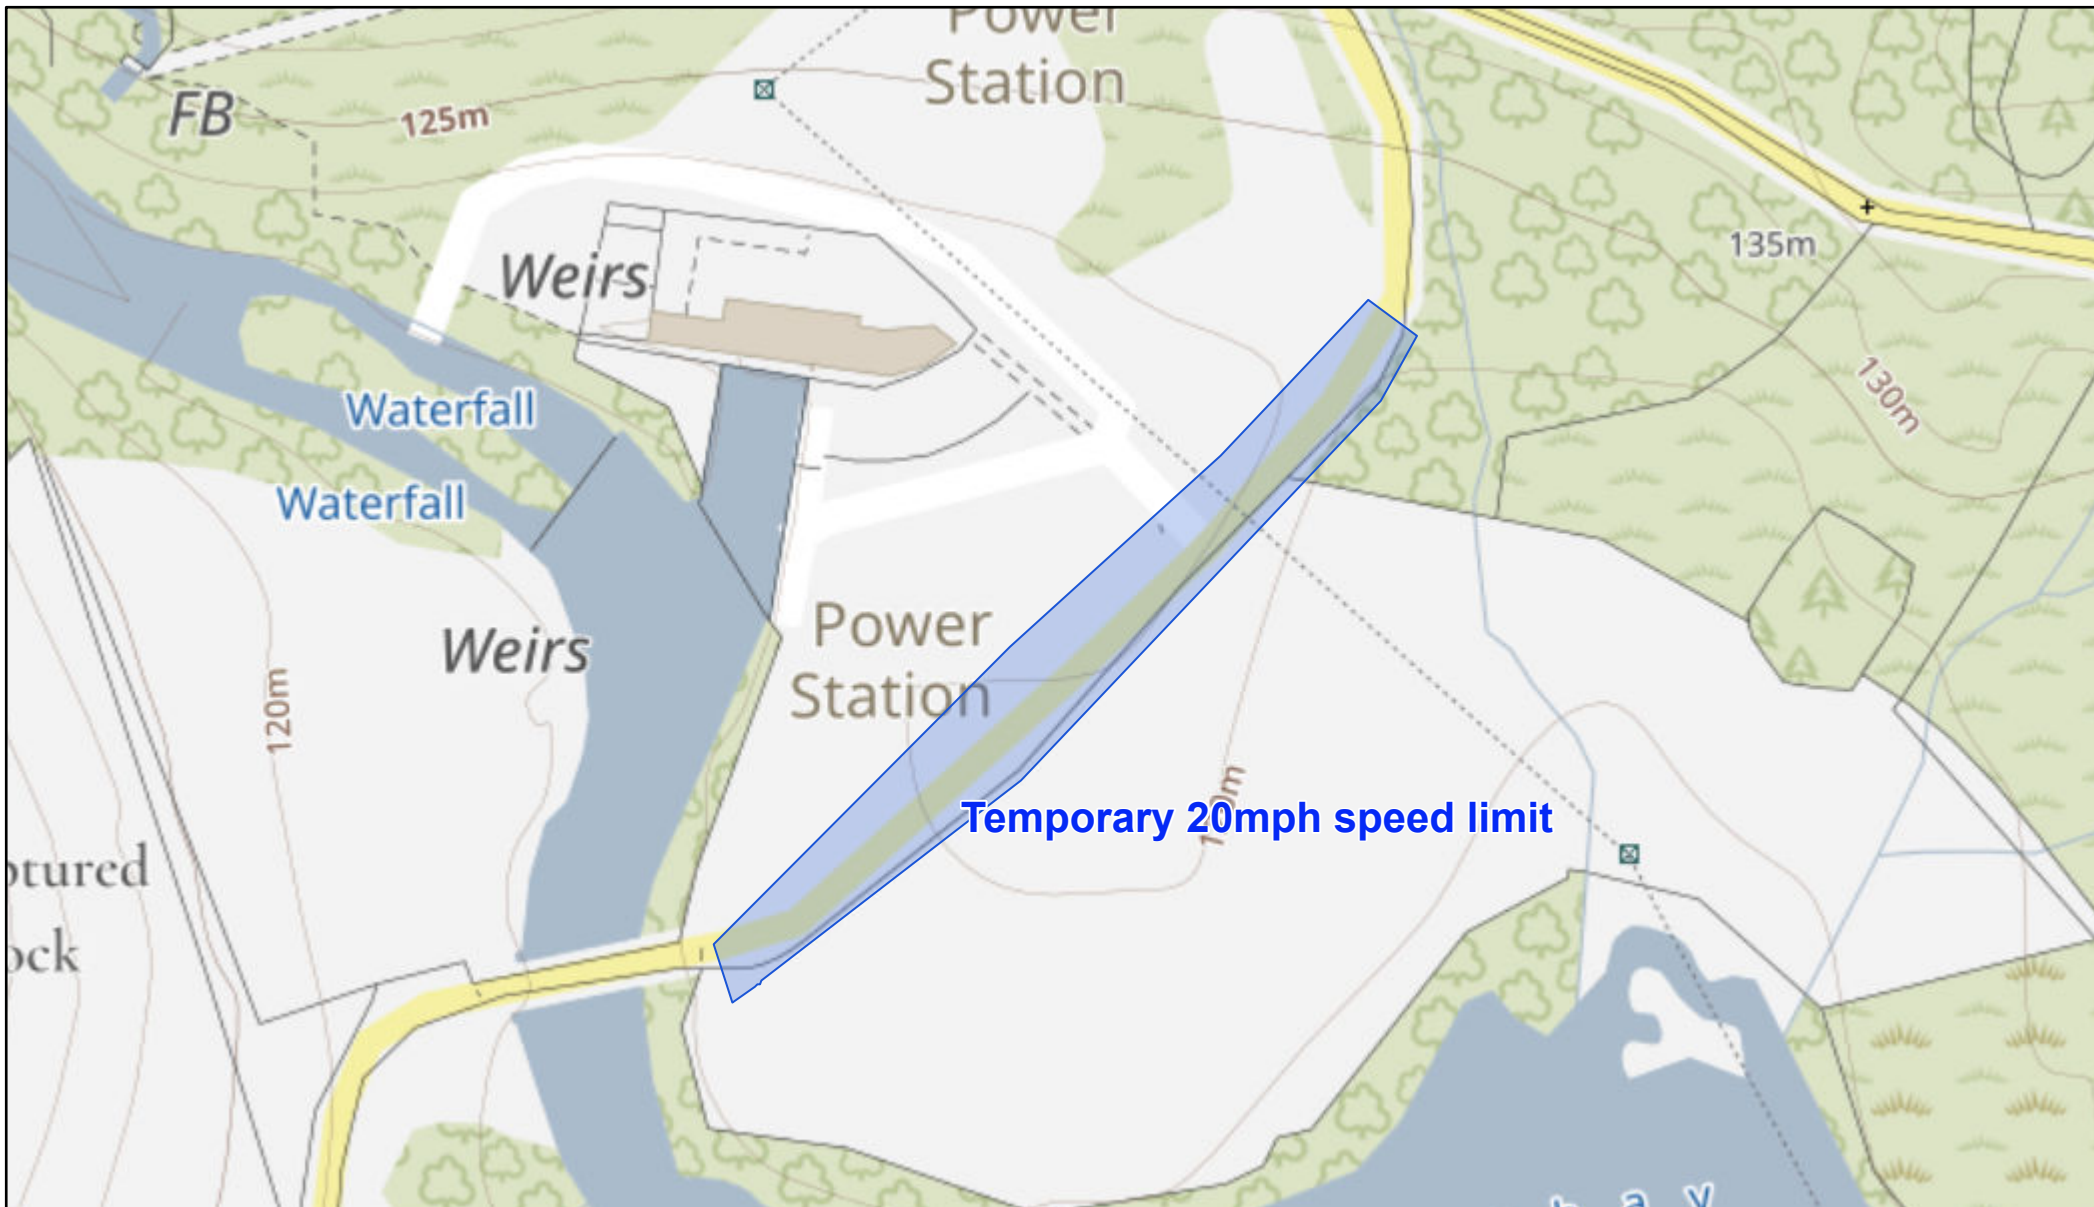 Power
Station
FB
125m
Weirs
135m
130m
Waterfall
Waterfall
Power
Station
Weirs
120m
Temporary 20mph speed limit
ptured
ock
b a y